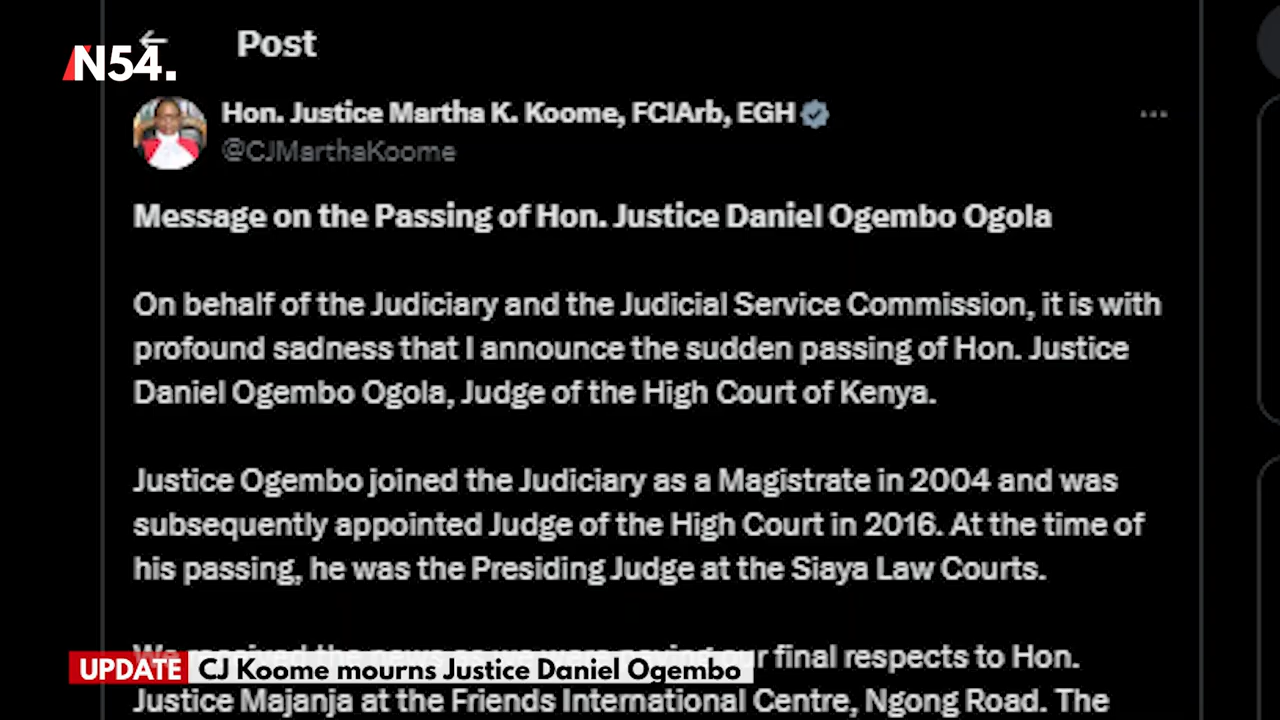 N54.
Post
Hon. Justice Martha K. Koome, FCIArb, EGH
@CJMarthaKoome
Message on the Passing of Hon. Justice Daniel Ogembo Ogola
On behalf of the Judiciary and the Judicial Service Commission, it is with
profound sadness that I announce the sudden passing of Hon. Justice
Daniel Ogembo Ogola, Judge of the High Court of Kenya.
Justice Ogembo joined the Judiciary as a Magistrate in 2004 and was
subsequently appointed Judge of the High Court in 2016. At the time of
his passing, he was the Presiding Judge at the Siaya Law Courts.
final respects to Hon.
UPDATE CJ Koome mourns Justice Daniel Ogembo
Justice Majanja at the Friends International Centre, Ngong Road. The